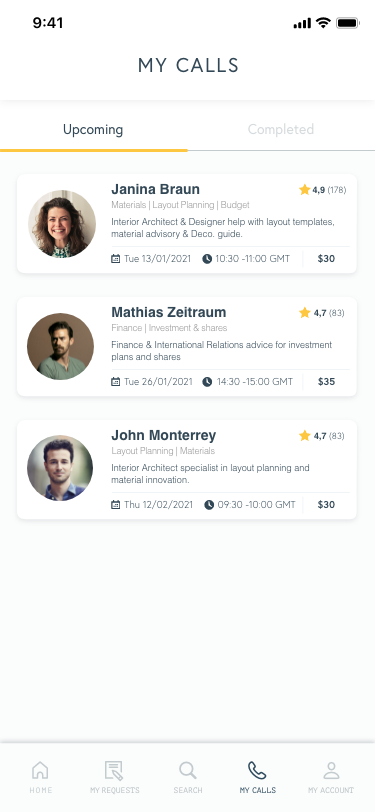 9:41
MY CALLS
Upcoming
Completed
Janina Braun
4,9 (178)
Materials | Layout Planning | Budget
Interior Architect & Designer help with layout templates,
material advisory & Deco. guide.
Tue 13/01/2021
10:30 -11:00 GMT
$30
Mathias Zeitraum
4,7 (83)
Finance | Investment & shares
Finance & International Relations advice for investment
plans and shares
Tue 26/01/2021
14:30 -15:00 GMT
$35
John Monterrey
4,7 (83)
Layout Planning | Materials
Interior Architect specialist in layout planning and
material innovation.
Thu 12/02/2021
09:30 -10:00 GMT
$30
HOME
MY REQUESTS
SEARCH
MY CALLS
MY ACCOUNT